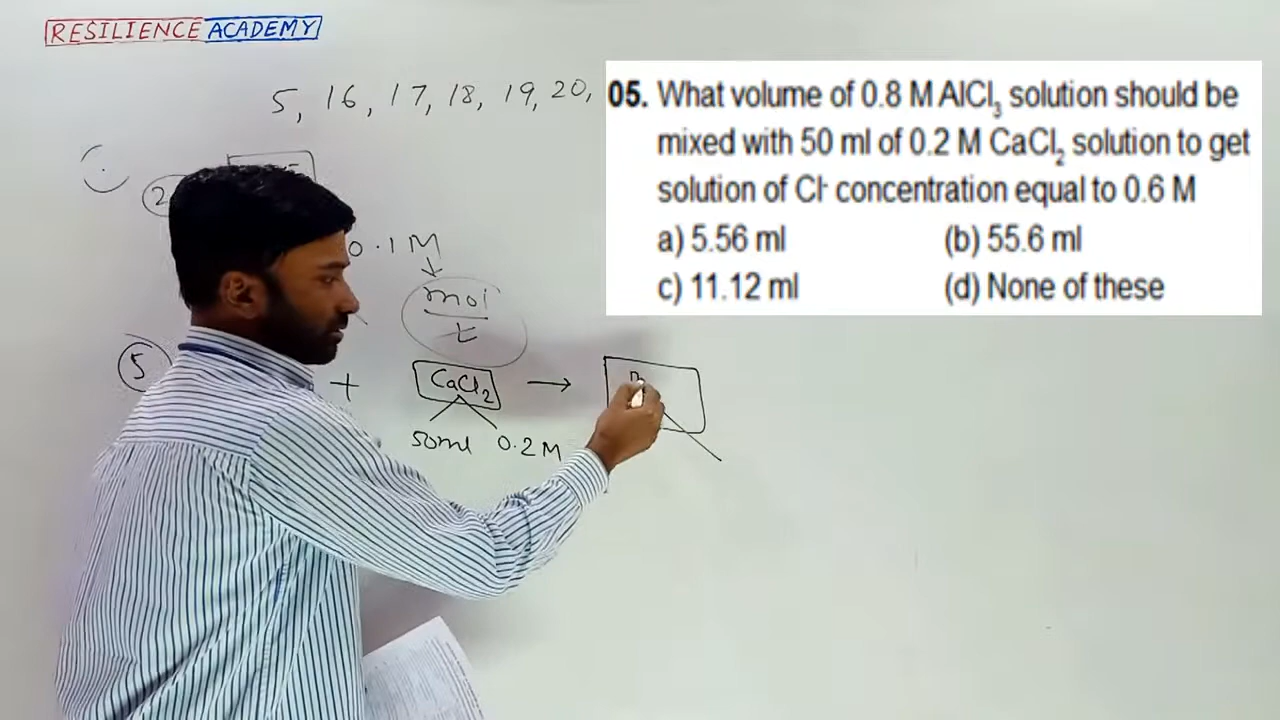 RESILIENCE ACADEMY
5, 16, 17, 18, 19, 20,
05. What volume of 0.8 M AlCl₃ solution should be
mixed with 50 ml of 0.2 M CaCl₂ solution to get
solution of Cl⁻ concentration equal to 0.6 M
a) 5.56 ml (b) 55.6 ml
c) 11.12 ml (d) None of these
2
0.1 M
mol
5 + CaCl₂ →
50ml 0.2 M